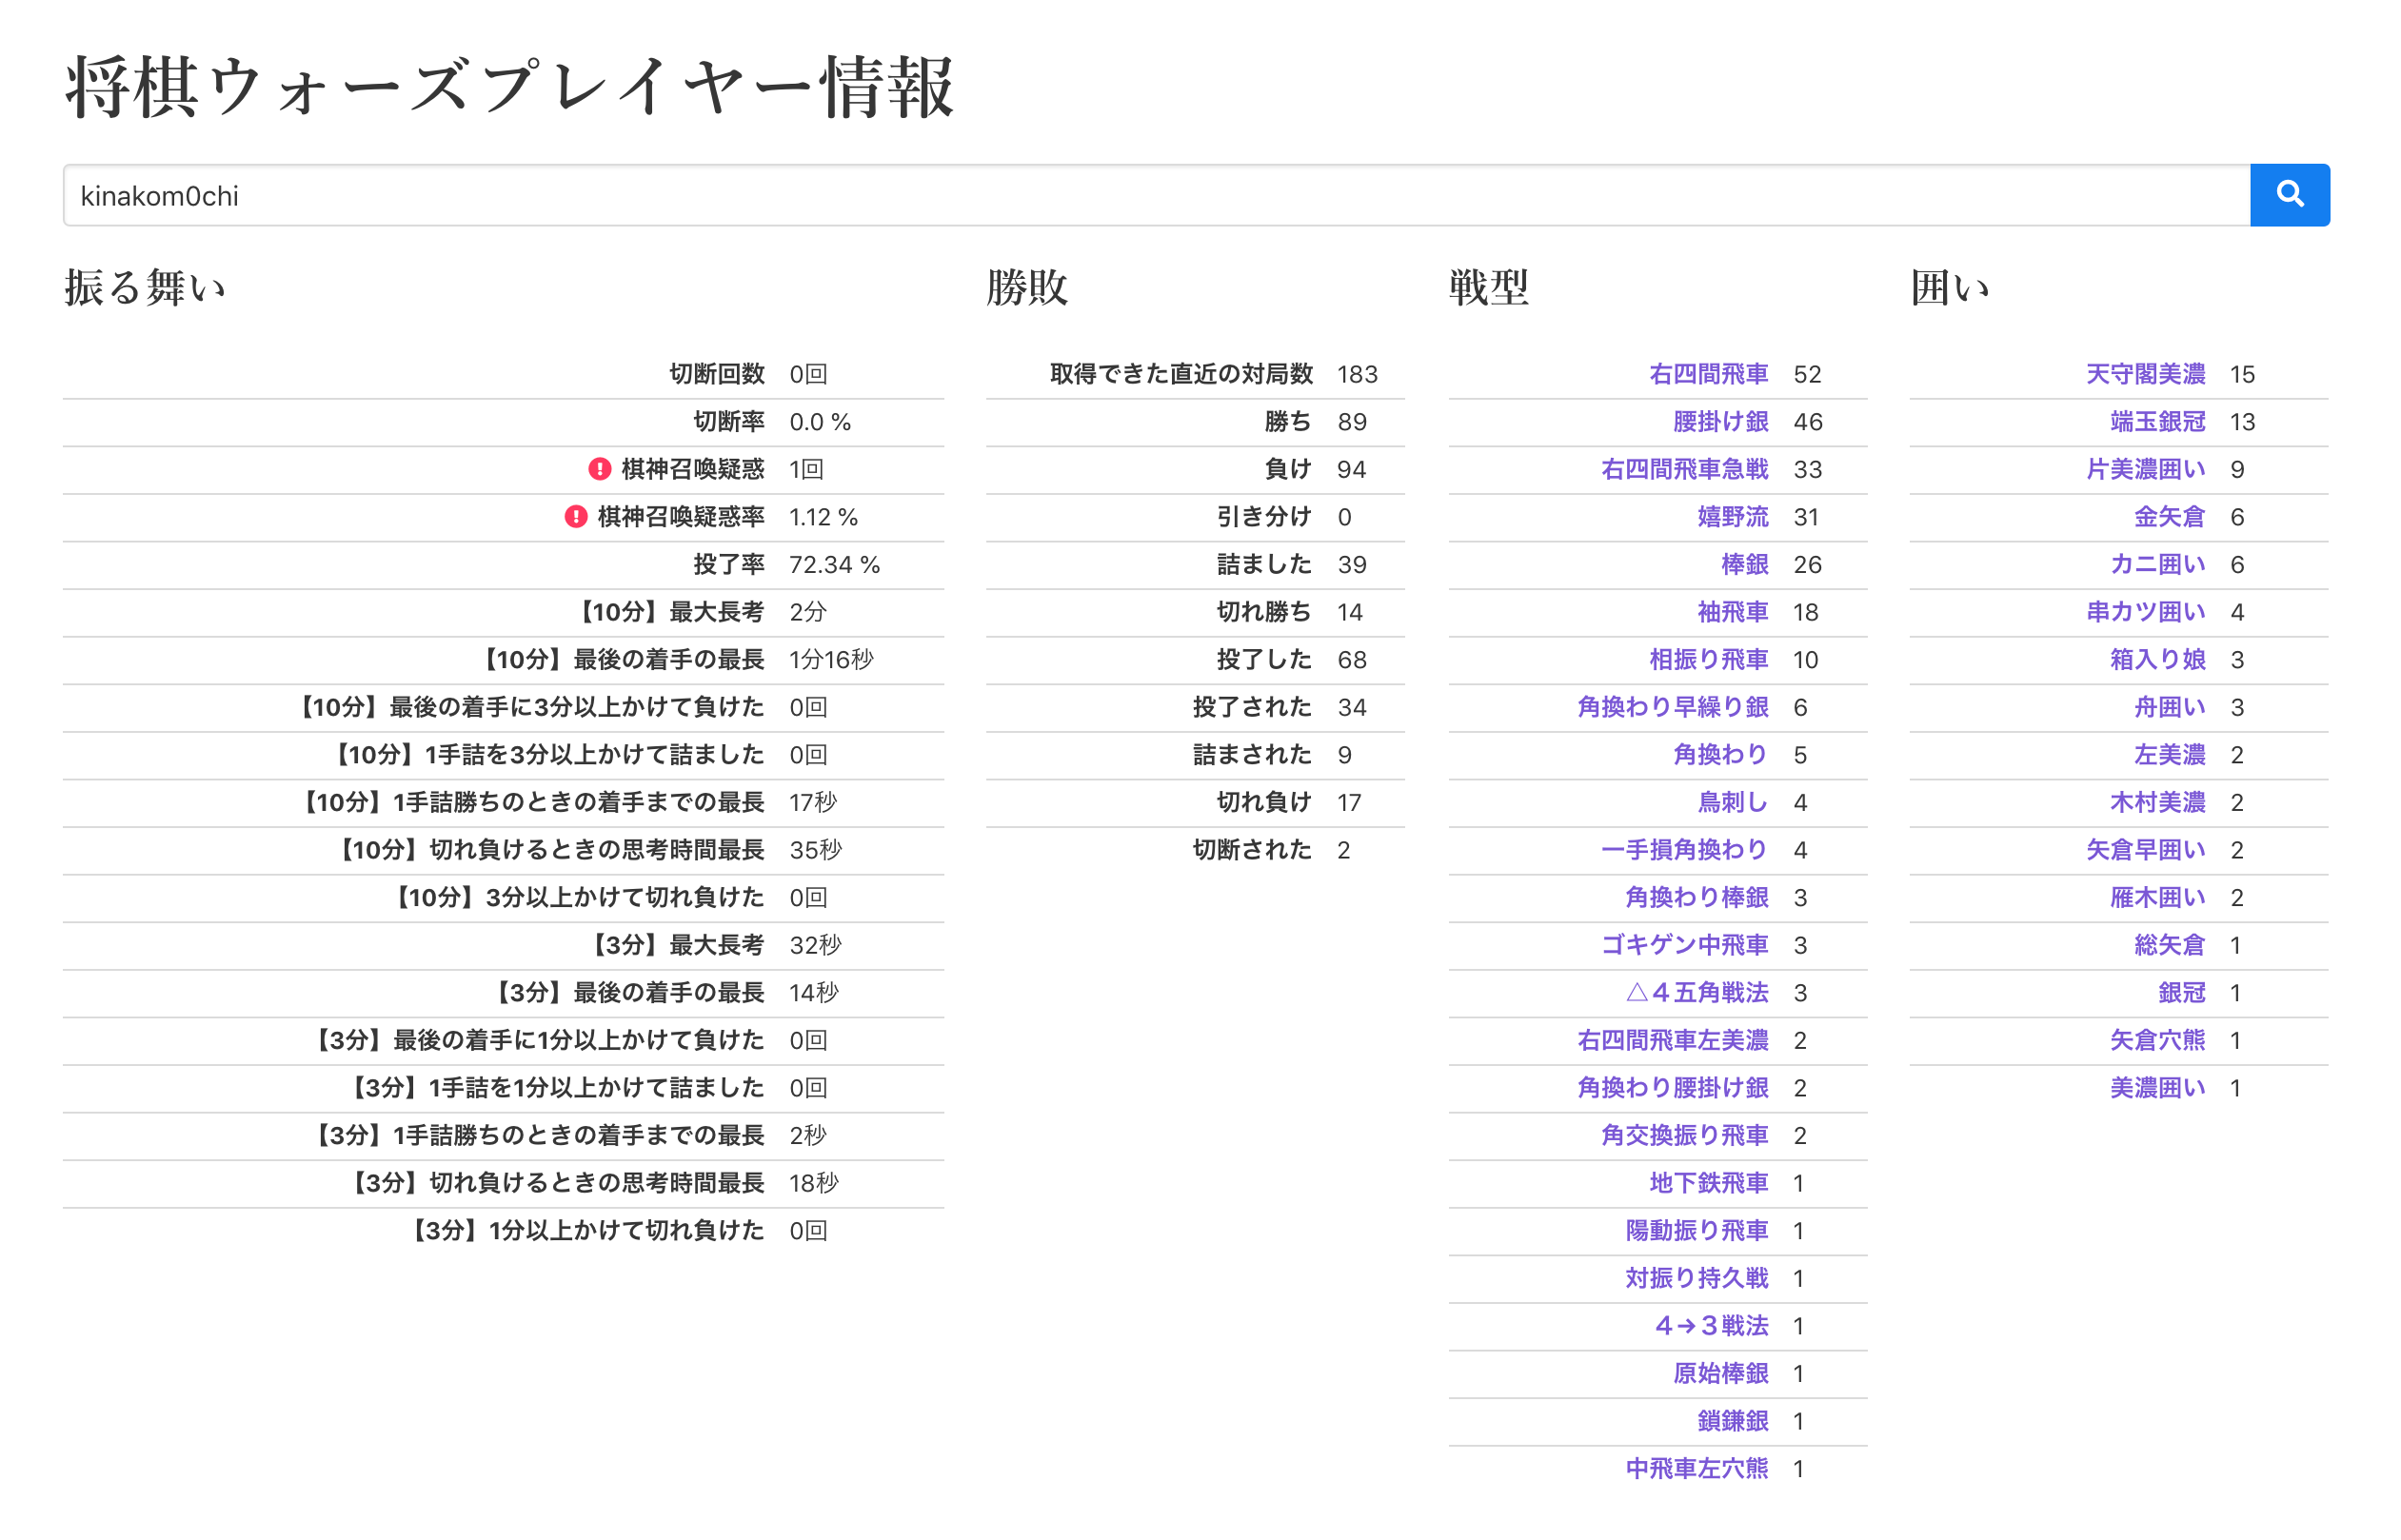 将棋ウォーズプレイヤー情報
kinakom0chi
振る舞い
切断回数 0回
切断率 0.0 %
棋神召喚疑惑 1回
棋神召喚疑惑率 1.12 %
投了率 72.34 %
【10分】最大長考 2分
【10分】最後の着手の最長 1分16秒
【10分】最後の着手に3分以上かけて負けた 0回
【10分】1手詰を3分以上かけて詰ました 0回
【10分】1手詰勝ちのときの着手までの最長 17秒
【10分】切れ負けるときの思考時間最長 35秒
【10分】3分以上かけて切れ負けた 0回
【3分】最大長考 32秒
【3分】最後の着手の最長 14秒
【3分】最後の着手に1分以上かけて負けた 0回
【3分】1手詰を1分以上かけて詰ました 0回
【3分】1手詰勝ちのときの着手までの最長 2秒
【3分】切れ負けるときの思考時間最長 18秒
【3分】1分以上かけて切れ負けた 0回
勝敗
取得できた直近の対局数 183
勝ち 89
負け 94
引き分け 0
詰ました 39
切れ勝ち 14
投了した 68
投了された 34
詰まされた 9
切れ負け 17
切断された 2
戦型
右四間飛車 52
腰掛け銀 46
右四間飛車急戦 33
嬉野流 31
棒銀 26
袖飛車 18
相振り飛車 10
角換わり早繰り銀 6
角換わり 5
鳥刺し 4
一手損角換わり 4
角換わり棒銀 3
ゴキゲン中飛車 3
△４五角戦法 3
右四間飛車左美濃 2
角換わり腰掛け銀 2
角交換振り飛車 2
地下鉄飛車 1
陽動振り飛車 1
対振り持久戦 1
４→３戦法 1
原始棒銀 1
鎖鎌銀 1
中飛車左穴熊 1
囲い
天守閣美濃 15
端玉銀冠 13
片美濃囲い 9
金矢倉 6
カニ囲い 6
串カツ囲い 4
箱入り娘 3
舟囲い 3
左美濃 2
木村美濃 2
矢倉早囲い 2
雁木囲い 2
総矢倉 1
銀冠 1
矢倉穴熊 1
美濃囲い 1